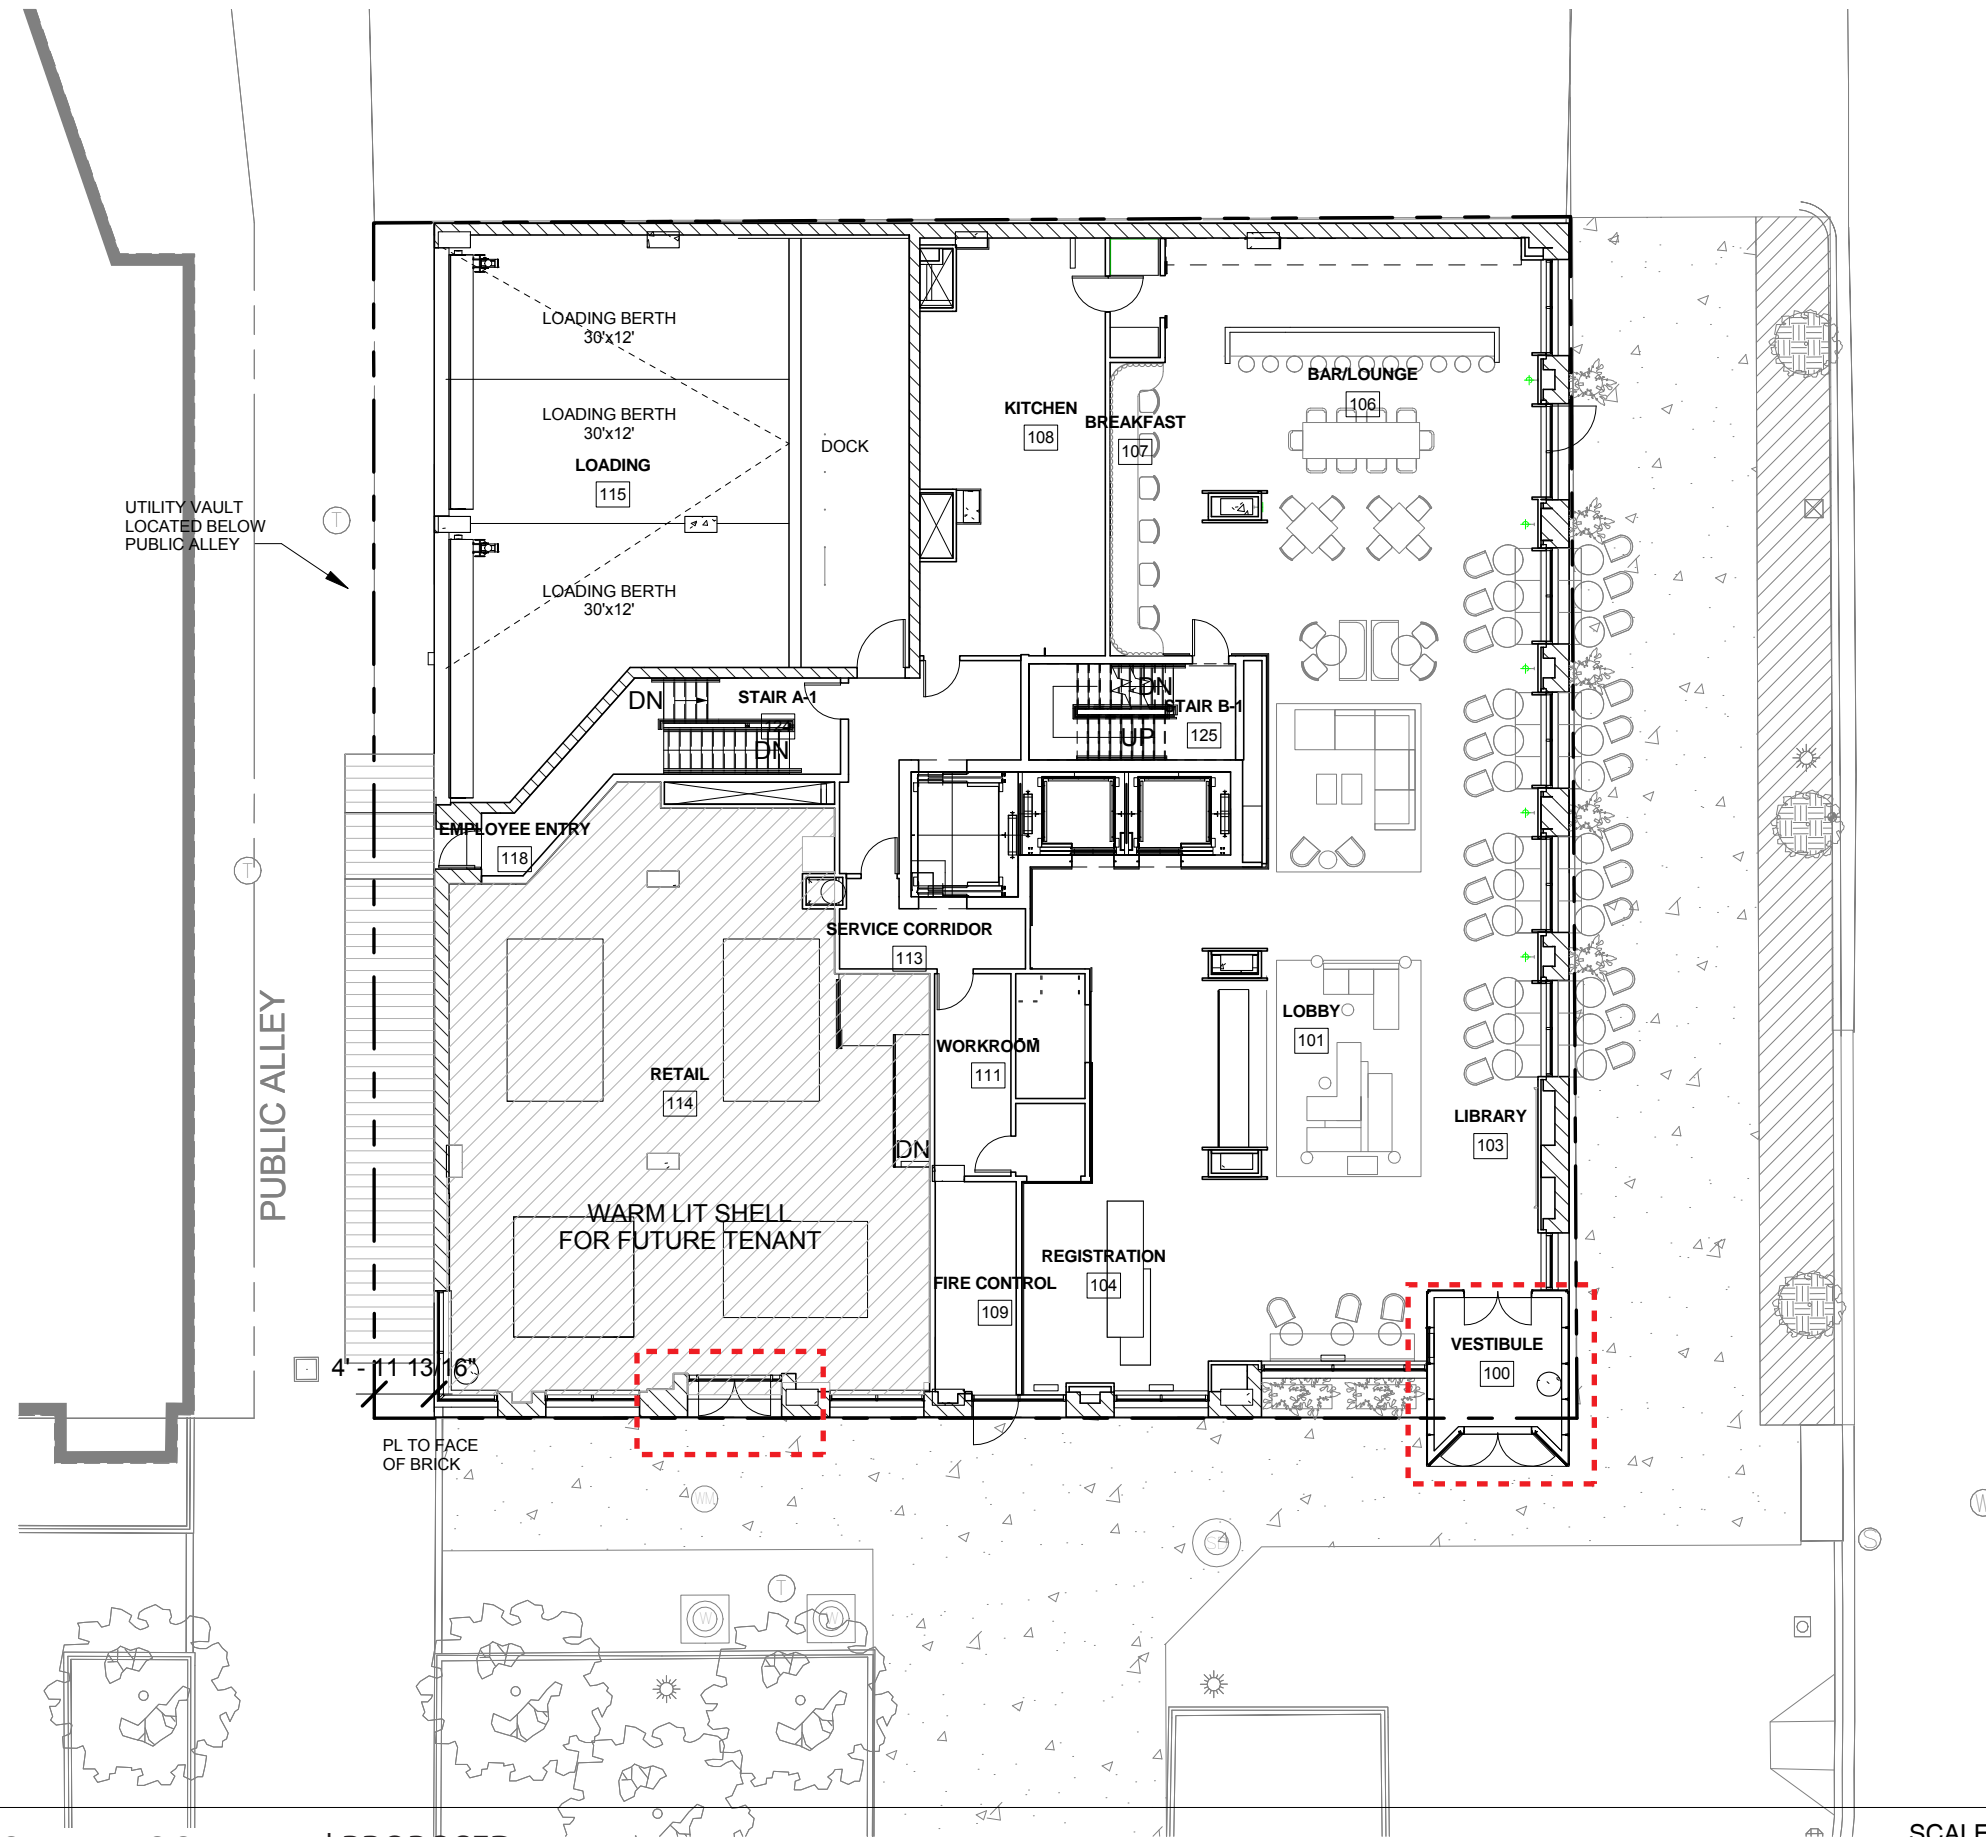 LOADING BERTH
30'x12'
LOADING BERTH
30'x12'
LOADING
115
DOCK
LOADING BERTH
30'x12'
KITCHEN
108
BREAKFAST
107
BAR/LOUNGE
106
UTILITY VAULT
LOCATED BELOW
PUBLIC ALLEY
T
DN
STAIR A-1
124
DN
DN
STAIR B-1
UP
125
EMPLOYEE ENTRY
118
T
SERVICE CORRIDOR
113
PUBLIC ALLEY
RETAIL
114
WORKROOM
111
LOBBY
101
LIBRARY
103
DN
WARM LIT SHELL
FOR FUTURE TENANT
REGISTRATION
104
FIRE CONTROL
109
VESTIBULE
100
4' - 11 13/16"
PL TO FACE
OF BRICK
WM
SD
S
T
W
W
SCALE